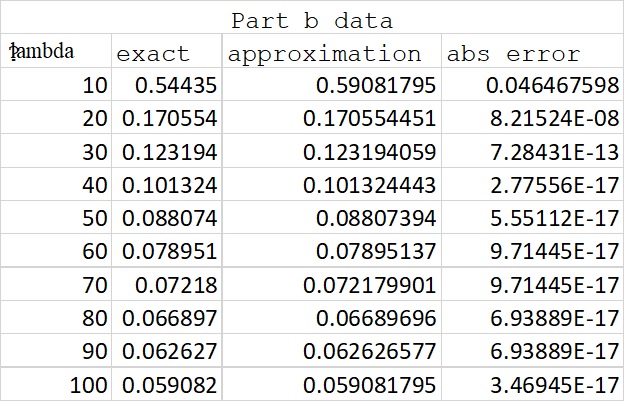 Part b data
lambda exact approximation abs error
10 0.54435 0.59081795 0.046467598
20 0.170554 0.170554451 8.21524E-08
30 0.123194 0.123194059 7.28431E-13
40 0.101324 0.101324443 2.77556E-17
50 0.088074 0.08807394 5.55112E-17
60 0.078951 0.07895137 9.71445E-17
70 0.07218 0.072179901 9.71445E-17
80 0.066897 0.06689696 6.93889E-17
90 0.062627 0.062626577 6.93889E-17
100 0.059082 0.059081795 3.46945E-17